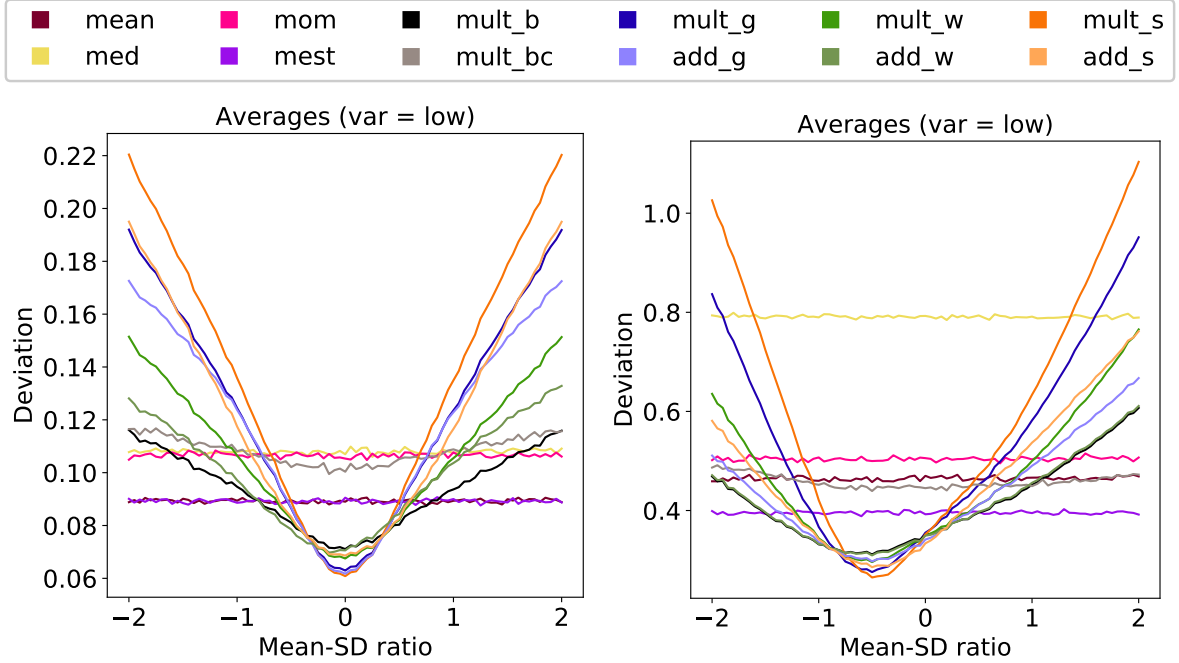 mean mom mult_b mult_g mult_w mult_s
med mest mult_bc add_g add_w add_s
Averages (var = low)
0.22
0.20
0.18
0.16
0.14
0.12
0.10
0.08
0.06
Deviation
−2 −1 0 1 2
Mean-SD ratio
Averages (var = low)
1.0
0.8
0.6
0.4
Deviation
−2 −1 0 1 2
Mean-SD ratio